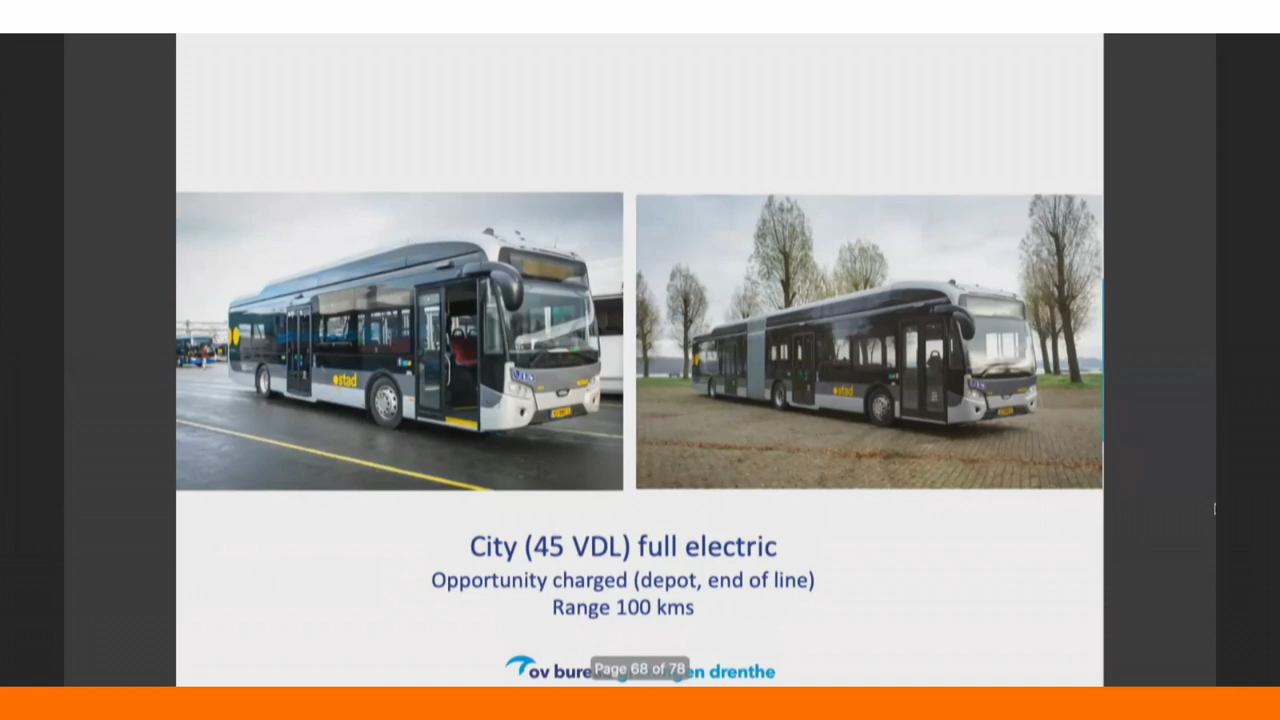 stad
stad
City (45 VDL) full electric
Opportunity charged (depot, end of line)
Range 100 kms
ov bure Page 68 of 78 en drenthe